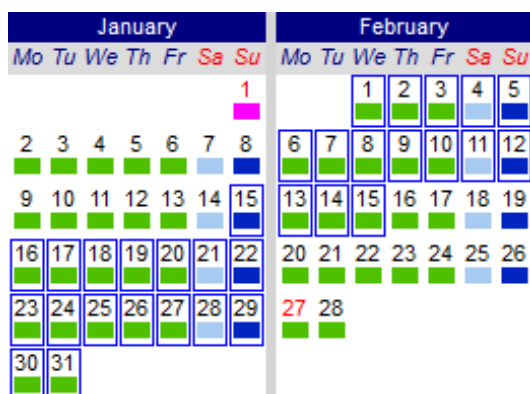 January
Mo Tu We Th Fr Sa Su
1
2 3 4 5 6 7 8
9 10 11 12 13 14 15
16 17 18 19 20 21 22
23 24 25 26 27 28 29
30 31
February
Mo Tu We Th Fr Sa Su
1 2 3 4 5
6 7 8 9 10 11 12
13 14 15 16 17 18 19
20 21 22 23 24 25 26
27 28